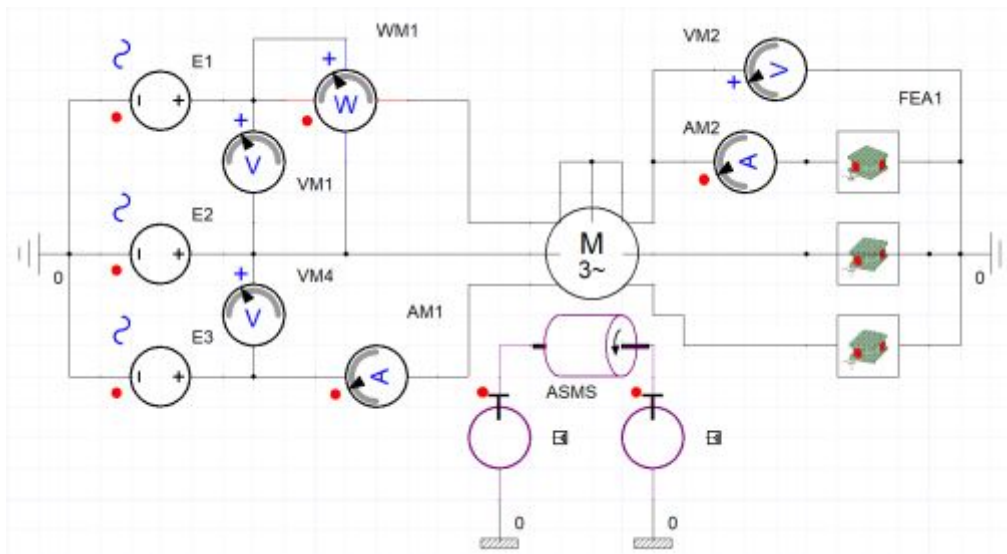 WM1
VM2
E1
+
- +
W
+
V
FEA1
+
V
VM1
AM2
A
E2
- +
M
3~
0
0
+
V
VM4
AM1
E3
- +
A
ASMS
0
0